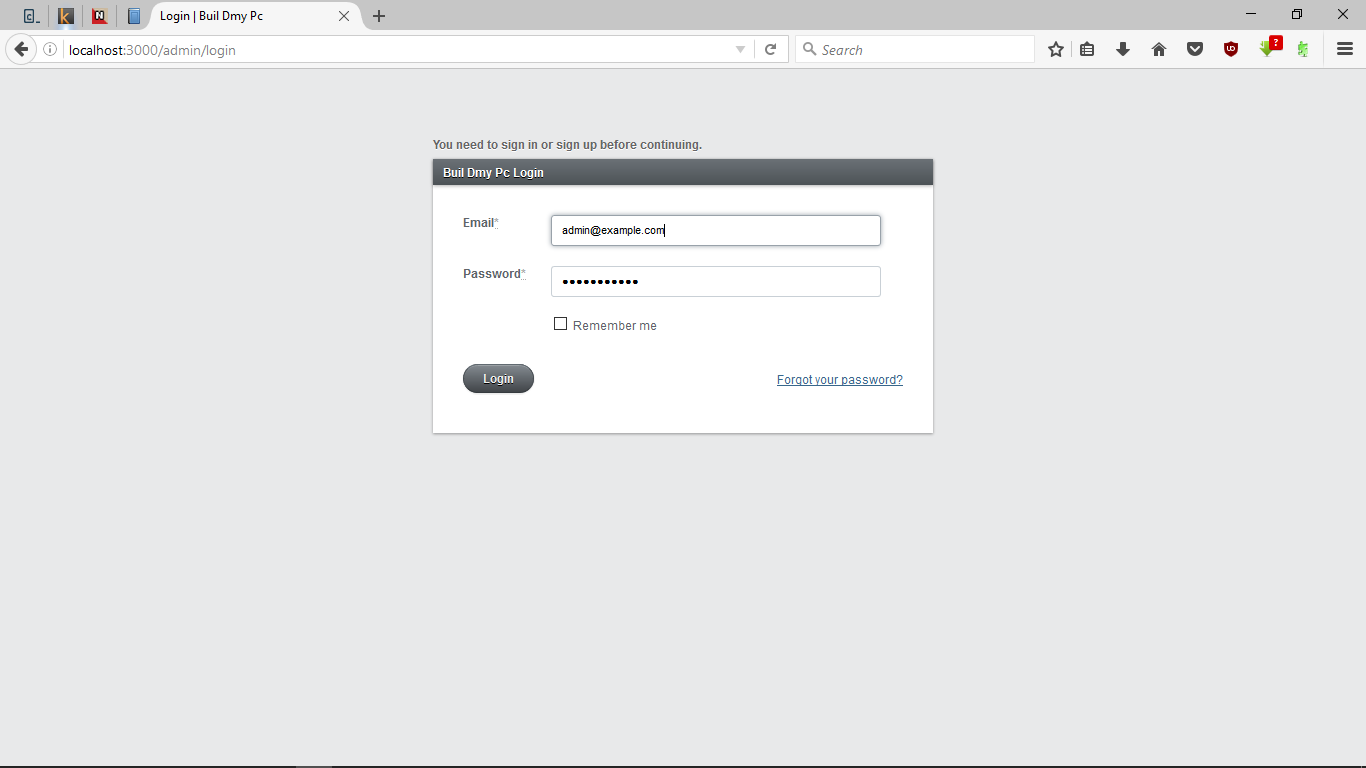 Login | Buil Dmy Pc
localhost:3000/admin/login
Search
You need to sign in or sign up before continuing.
Buil Dmy Pc Login
Email*
admin@example.com
Password*
•••••••••••
Remember me
Login
Forgot your password?